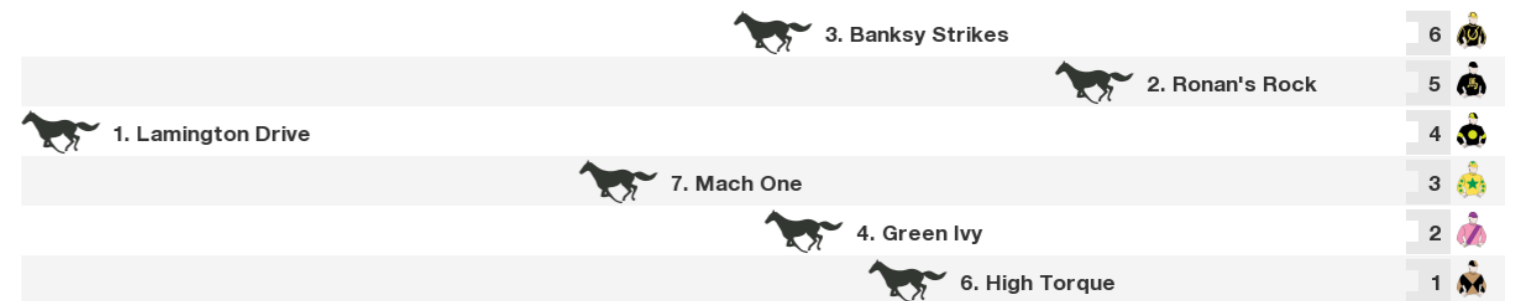 3. Banksy Strikes 6
2. Ronan's Rock 5
1. Lamington Drive 4
7. Mach One 3
4. Green Ivy 2
6. High Torque 1